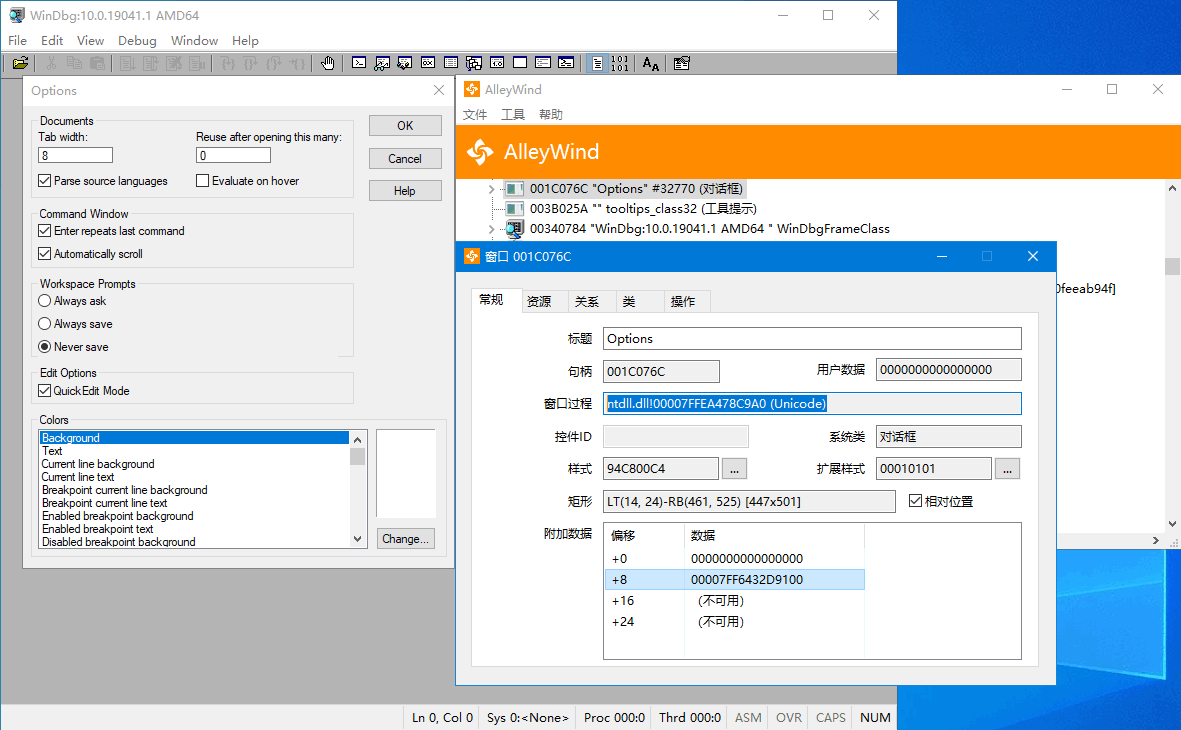 WinDbg:10.0.19041.1 AMD64
File Edit View Debug Window Help
Options
Documents
Tab width:
Reuse after opening this many:
8
0
Parse source languages
Evaluate on hover
OK
Cancel
Help
Command Window
Enter repeats last command
Automatically scroll
Workspace Prompts
Always ask
Always save
Never save
Edit Options
QuickEdit Mode
Colors
Background
Text
Current line background
Current line text
Breakpoint current line background
Breakpoint current line text
Enabled breakpoint background
Enabled breakpoint text
Disabled breakpoint background
Change...
AlleyWind
文件 工具 帮助
AlleyWind
001C076C "Options" #32770 (对话框)
003B025A "" tooltips_class32 (工具提示)
00340784 "WinDbg:10.0.19041.1 AMD64 " WinDbgFrameClass
0feeab94f]
窗口 001C076C
常规 资源 关系 类 操作
标题 Options
句柄 001C076C 用户数据 0000000000000000
窗口过程 ntdll.dll!00007FFEA478C9A0 (Unicode)
控件ID 系统类 对话框
样式 94C800C4 ... 扩展样式 00010101 ...
矩形 LT(14, 24)-RB(461, 525) [447x501] 相对位置
附加数据 偏移 数据
+0 0000000000000000
+8 00007FF6432D9100
+16 (不可用)
+24 (不可用)
Ln 0, Col 0 Sys 0:<None> Proc 000:0 Thrd 000:0 ASM OVR CAPS NUM